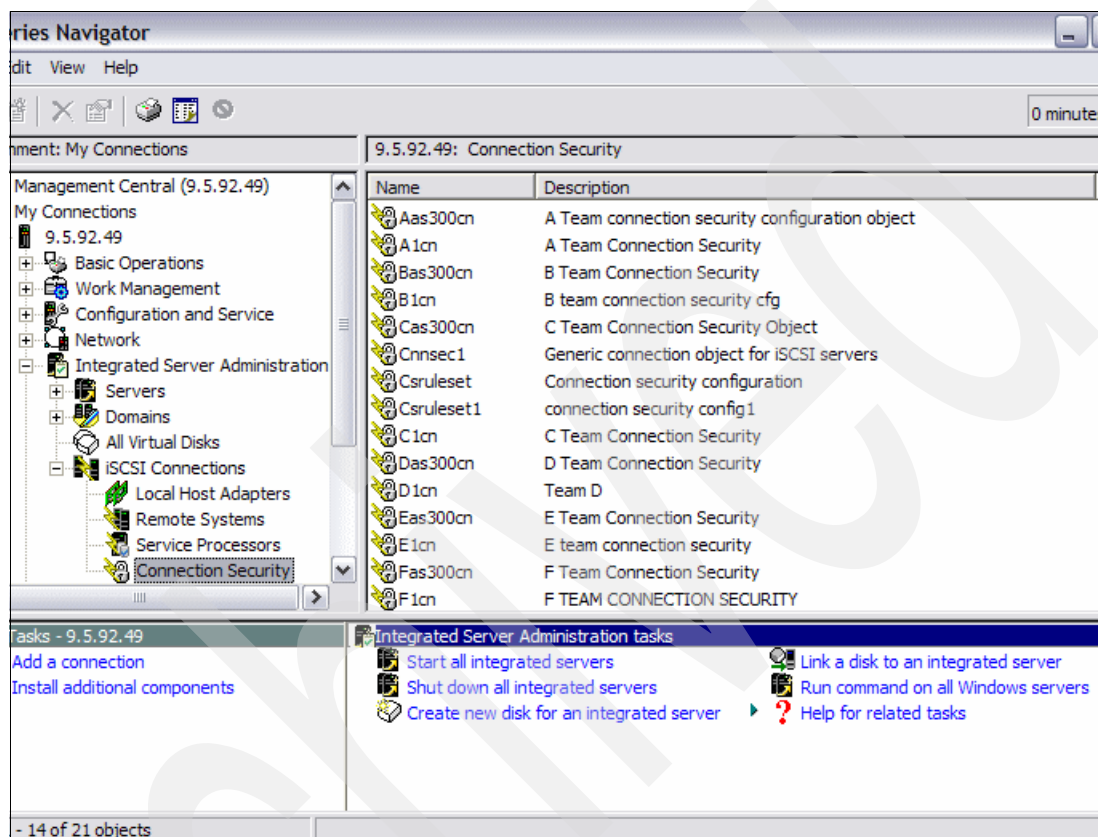 ries Navigator
Edit View Help
0 minute
nment: My Connections
9.5.92.49: Connection Security
Management Central (9.5.92.49)
My Connections
9.5.92.49
Basic Operations
Work Management
Configuration and Service
Network
Integrated Server Administration
Servers
Domains
All Virtual Disks
iSCSI Connections
Local Host Adapters
Remote Systems
Service Processors
Connection Security
Name Description
Aas300cn A Team connection security configuration object
A1cn A Team Connection Security
Bas300cn B Team Connection Security
B1cn B team connection security cfg
Cas300cn C Team Connection Security Object
Cnnsec1 Generic connection object for iSCSI servers
Csruleset Connection security configuration
Csruleset1 connection security config1
C1cn C Team Connection Security
Das300cn D Team Connection Security
D1cn Team D
Eas300cn E Team Connection Security
E1cn E team connection security
Fas300cn F Team Connection Security
F1cn F TEAM CONNECTION SECURITY
Tasks - 9.5.92.49
Add a connection
Install additional components
Integrated Server Administration tasks
Start all integrated servers
Shut down all integrated servers
Create new disk for an integrated server
Link a disk to an integrated server
Run command on all Windows servers
Help for related tasks
- 14 of 21 objects